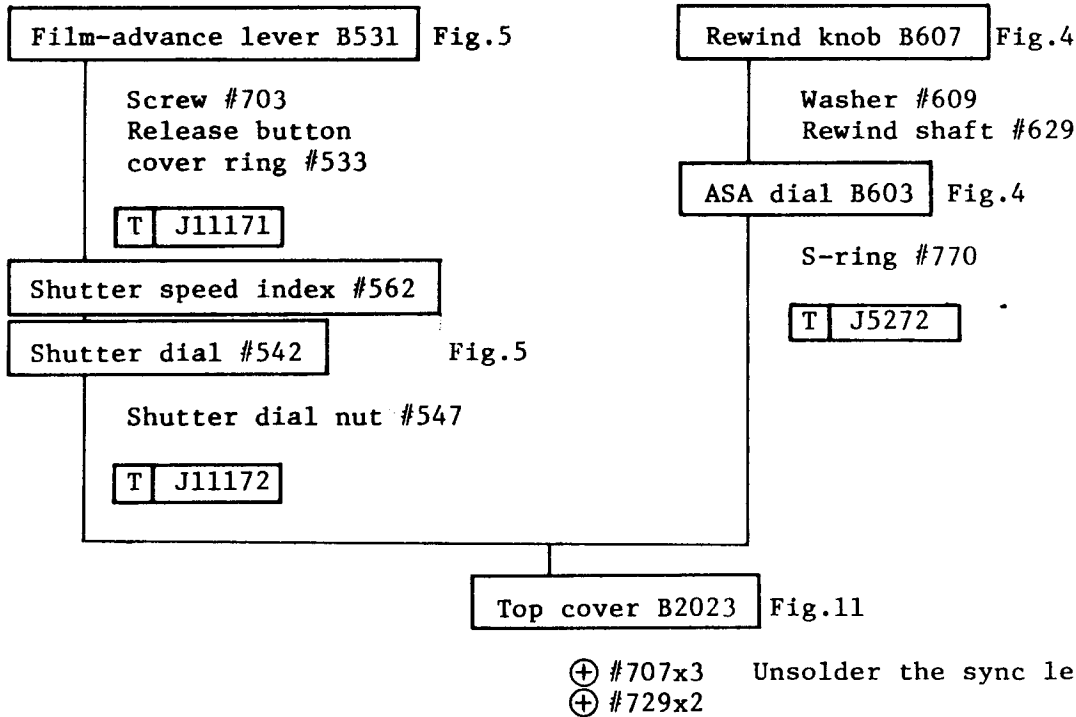 Film-advance lever B531 Fig.5
Screw #703
Release button
cover ring #533
T J11171
Shutter speed index #562
Shutter dial #542 Fig.5
Shutter dial nut #547
T J11172
Rewind knob B607 Fig.4
Washer #609
Rewind shaft #629
ASA dial B603 Fig.4
S-ring #770
T J5272
Top cover B2023 Fig.11
⊕ #707x3 Unsolder the sync le
⊕ #729x2